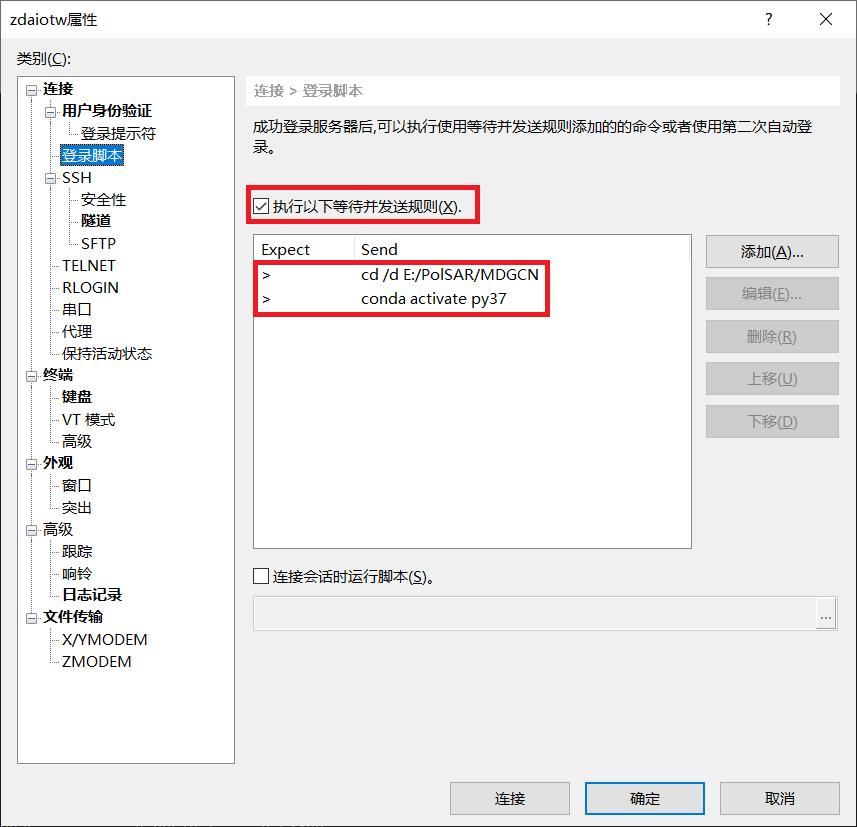 zdaiotw属性
?
类别(C):
连接
用户身份验证
登录提示符
登录脚本
SSH
安全性
隧道
SFTP
TELNET
RLOGIN
串口
代理
保持活动状态
终端
键盘
VT 模式
高级
外观
窗口
突出
高级
跟踪
响铃
日志记录
文件传输
X/YMODEM
ZMODEM
连接 > 登录脚本
成功登录服务器后,可以执行使用等待并发送规则添加的的命令或者使用第二次自动登
录。
执行以下等待并发送规则(X).
Expect Send
> cd /d E:/PolSAR/MDGCN
> conda activate py37
添加(A)...
编辑(E)...
删除(R)
上移(U)
下移(D)
连接会话时运行脚本(S)。
...
连接 确定 取消